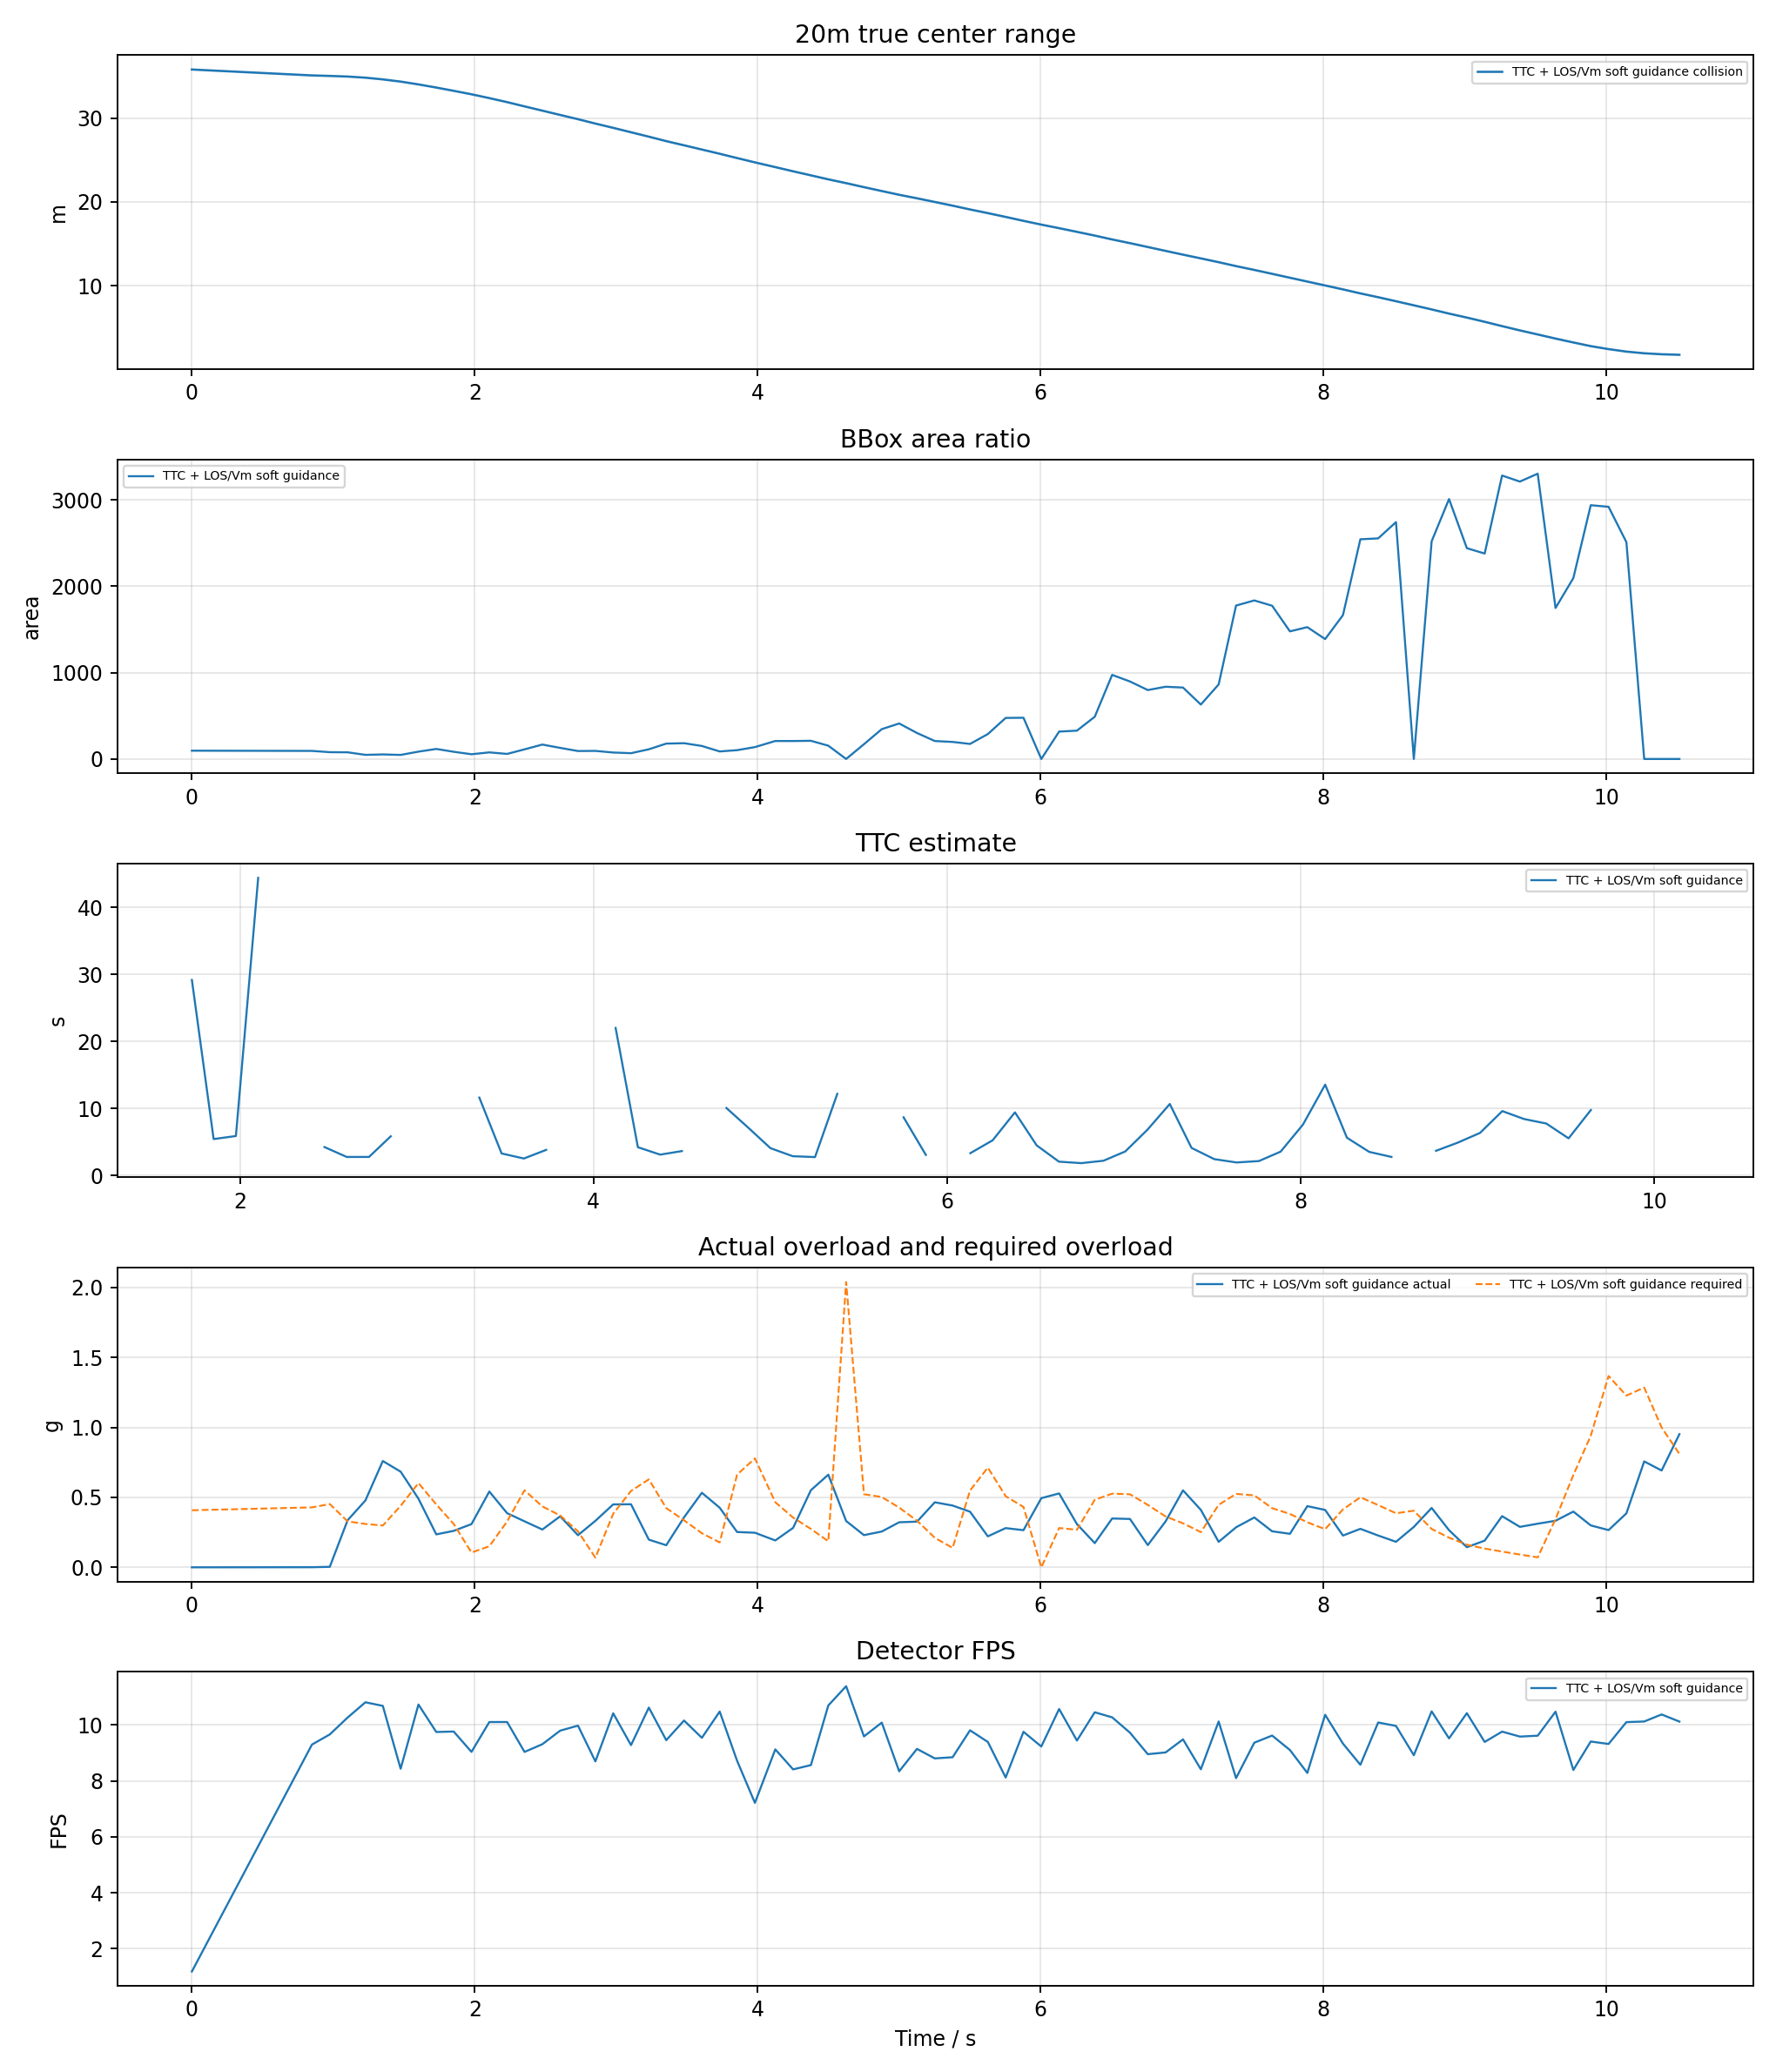 20m true center range
TTC + LOS/Vm soft guidance collision
30
20
10
m
0 2 4 6 8 10
BBox area ratio
TTC + LOS/Vm soft guidance
3000
2000
1000
0
area
0 2 4 6 8 10
TTC estimate
TTC + LOS/Vm soft guidance
40
30
20
10
0
s
2 4 6 8 10
Actual overload and required overload
TTC + LOS/Vm soft guidance actual TTC + LOS/Vm soft guidance required
2.0
1.5
1.0
0.5
0.0
g
0 2 4 6 8 10
Detector FPS
TTC + LOS/Vm soft guidance
10
8
6
4
2
FPS
0 2 4 6 8 10
Time / s